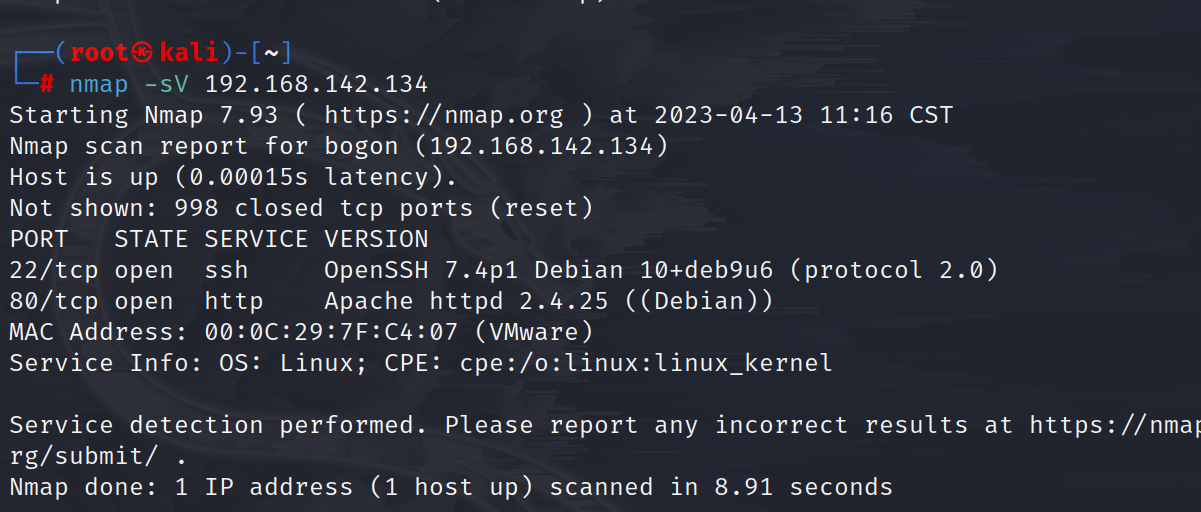 ┌──(root㉿kali)-[~]
└─# nmap -sV 192.168.142.134
Starting Nmap 7.93 ( https://nmap.org ) at 2023-04-13 11:16 CST
Nmap scan report for bogon (192.168.142.134)
Host is up (0.00015s latency).
Not shown: 998 closed tcp ports (reset)
PORT   STATE SERVICE VERSION
22/tcp open  ssh     OpenSSH 7.4p1 Debian 10+deb9u6 (protocol 2.0)
80/tcp open  http    Apache httpd 2.4.25 ((Debian))
MAC Address: 00:0C:29:7F:C4:07 (VMware)
Service Info: OS: Linux; CPE: cpe:/o:linux:linux_kernel
Service detection performed. Please report any incorrect results at https://nmap
rg/submit/ .
Nmap done: 1 IP address (1 host up) scanned in 8.91 seconds